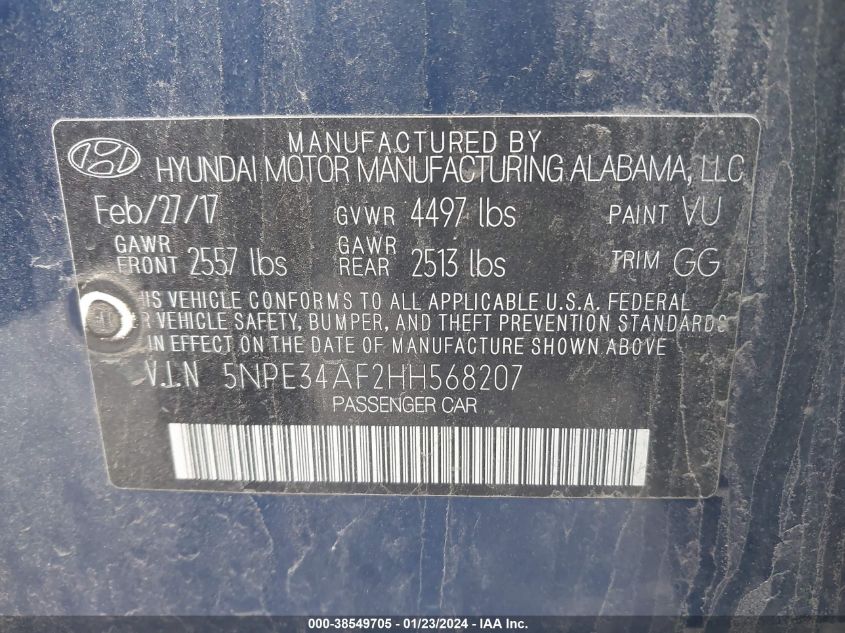 MANUFACTURED BY
HYUNDAI MOTOR MANUFACTURING ALABAMA, LLC
Feb/27/17 GVWR 4497 lbs PAINT VU
GAWR FRONT 2557 lbs GAWR REAR 2513 lbs TRIM GG
HIS VEHICLE CONFORMS TO ALL APPLICABLE U.S.A. FEDERAL
R VEHICLE SAFETY, BUMPER, AND THEFT PREVENTION STANDARDS
IN EFFECT ON THE DATE OF MANUFACTURE SHOWN ABOVE
V.I.N 5NPE34AF2HH568207
PASSENGER CAR
000-38549705 - 01/23/2024 - IAA, Inc.